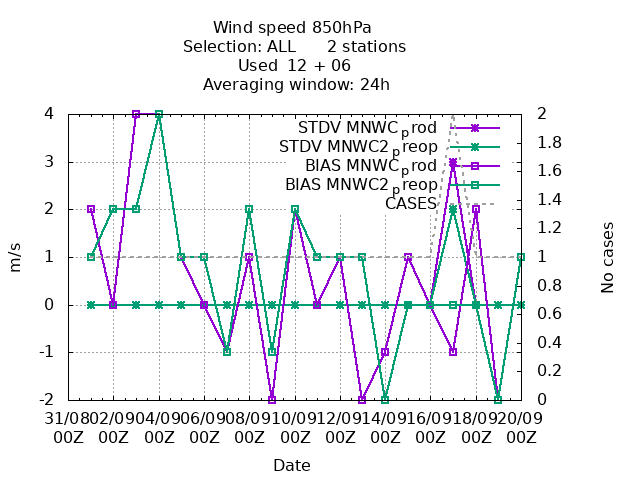 Wind speed 850hPa
Selection: ALL 2 stations
Used 12 + 06
Averaging window: 24h
STDV MNWC_prod
STDV MNWC2_preop
BIAS MNWC_prod
BIAS MNWC2_preop
CASES
4
3
2
1
0
-1
-2
m/s
2
1.8
1.6
1.4
1.2
1
0.8
0.6
0.4
0.2
0
No cases
31/08 02/09 04/09 06/09 08/09 10/09 12/09 14/09 16/09 18/09 20/09
00Z 00Z 00Z 00Z 00Z 00Z 00Z 00Z 00Z 00Z 00Z
Date